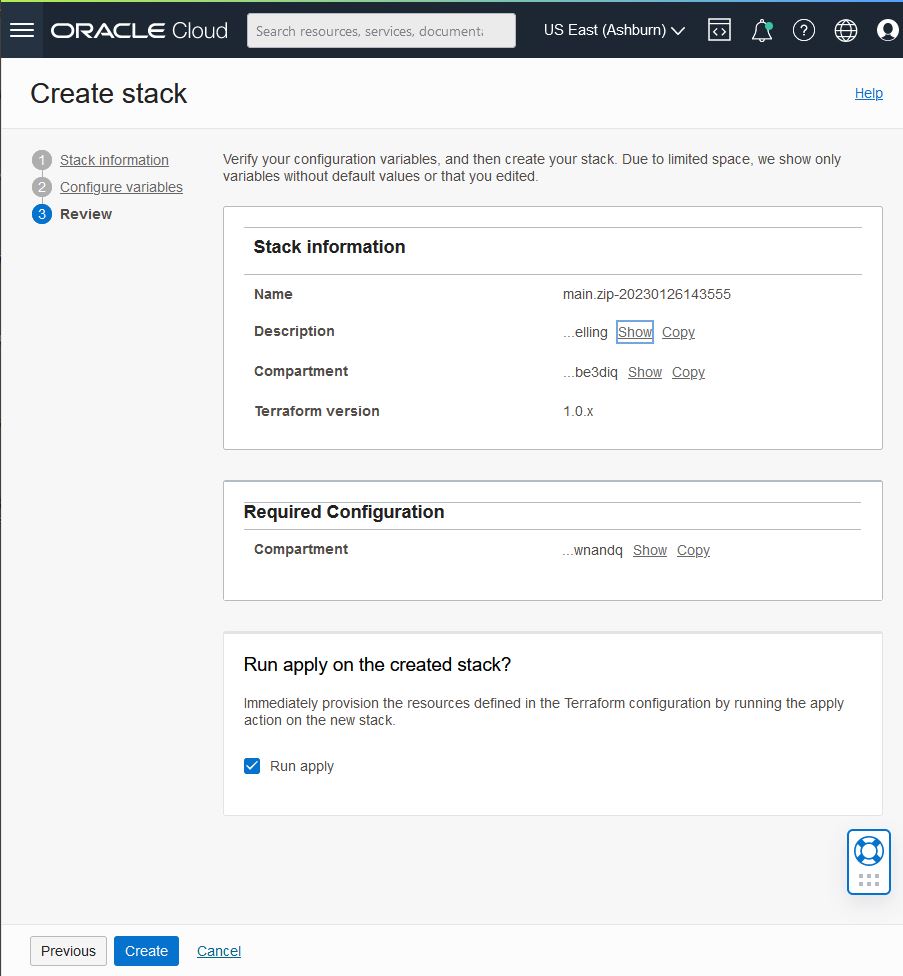 ORACLE Cloud
Search resources, services, documenta
US East (Ashburn)
Create stack
Help
1 Stack information
2 Configure variables
3 Review
Verify your configuration variables, and then create your stack. Due to limited space, we show only
variables without default values or that you edited.
Stack information
Name main.zip-20230126143555
Description ...elling Show Copy
Compartment ...be3diq Show Copy
Terraform version 1.0.x
Required Configuration
Compartment ...wnandq Show Copy
Run apply on the created stack?
Immediately provision the resources defined in the Terraform configuration by running the apply
action on the new stack.
Run apply
Previous Create Cancel